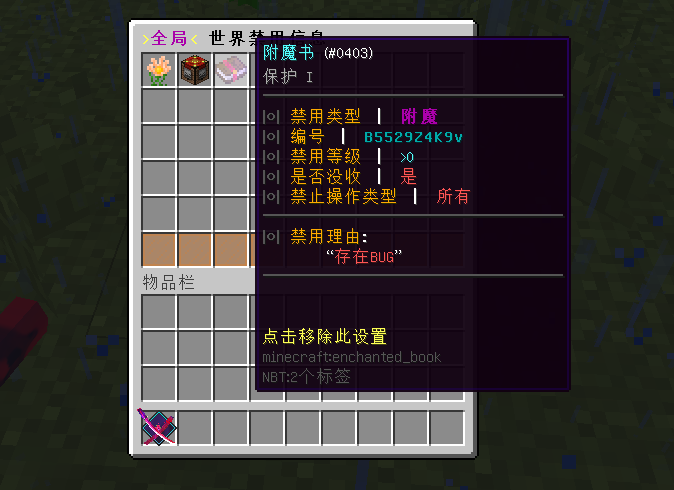 >全局< 世界禁用信息
附魔书 (#0403)
保护 I
|o| 禁用类型 | 附魔
|o| 编号 | B5529Z4K9v
|o| 禁用等级 | >0
|o| 是否没收 | 是
|o| 禁止操作类型 | 所有
|o| 禁用理由:
“存在BUG”
物品栏
点击移除此设置
minecraft:enchanted_book
NBT:2个标签